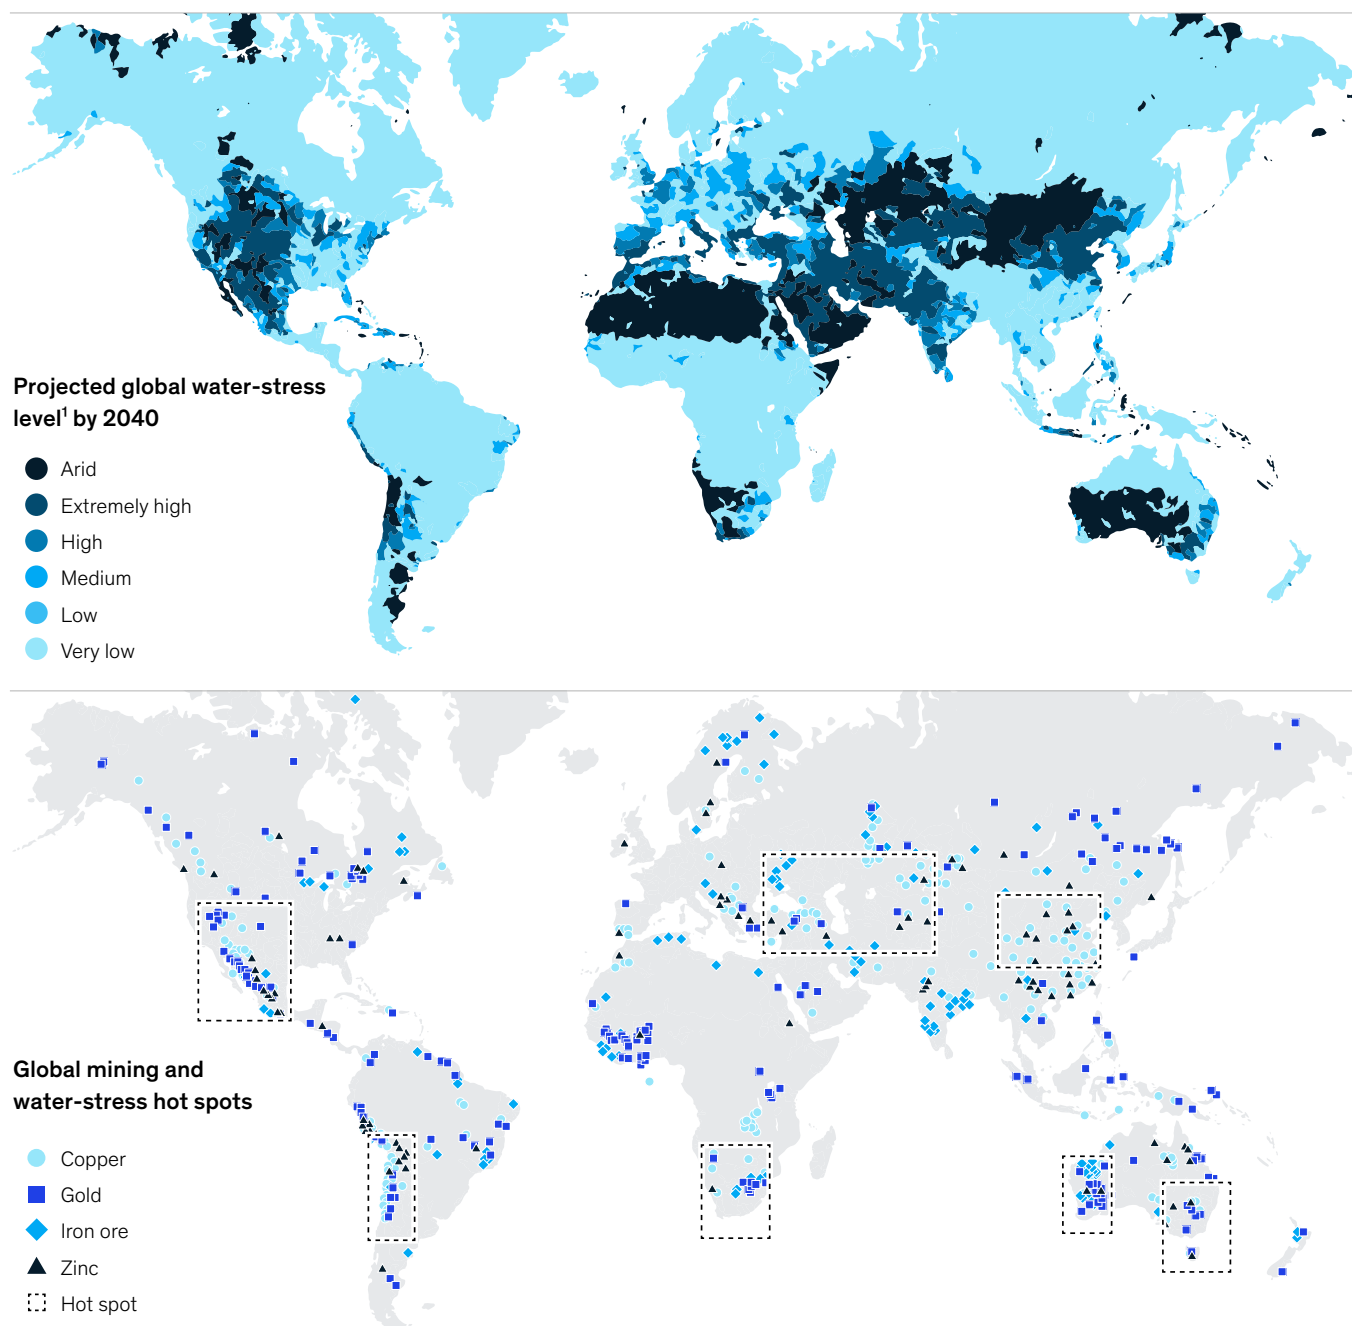 Projected global water-stress
level¹ by 2040
Arid
Extremely high
High
Medium
Low
Very low
Global mining and
water-stress hot spots
Copper
Gold
Iron ore
Zinc
Hot spot